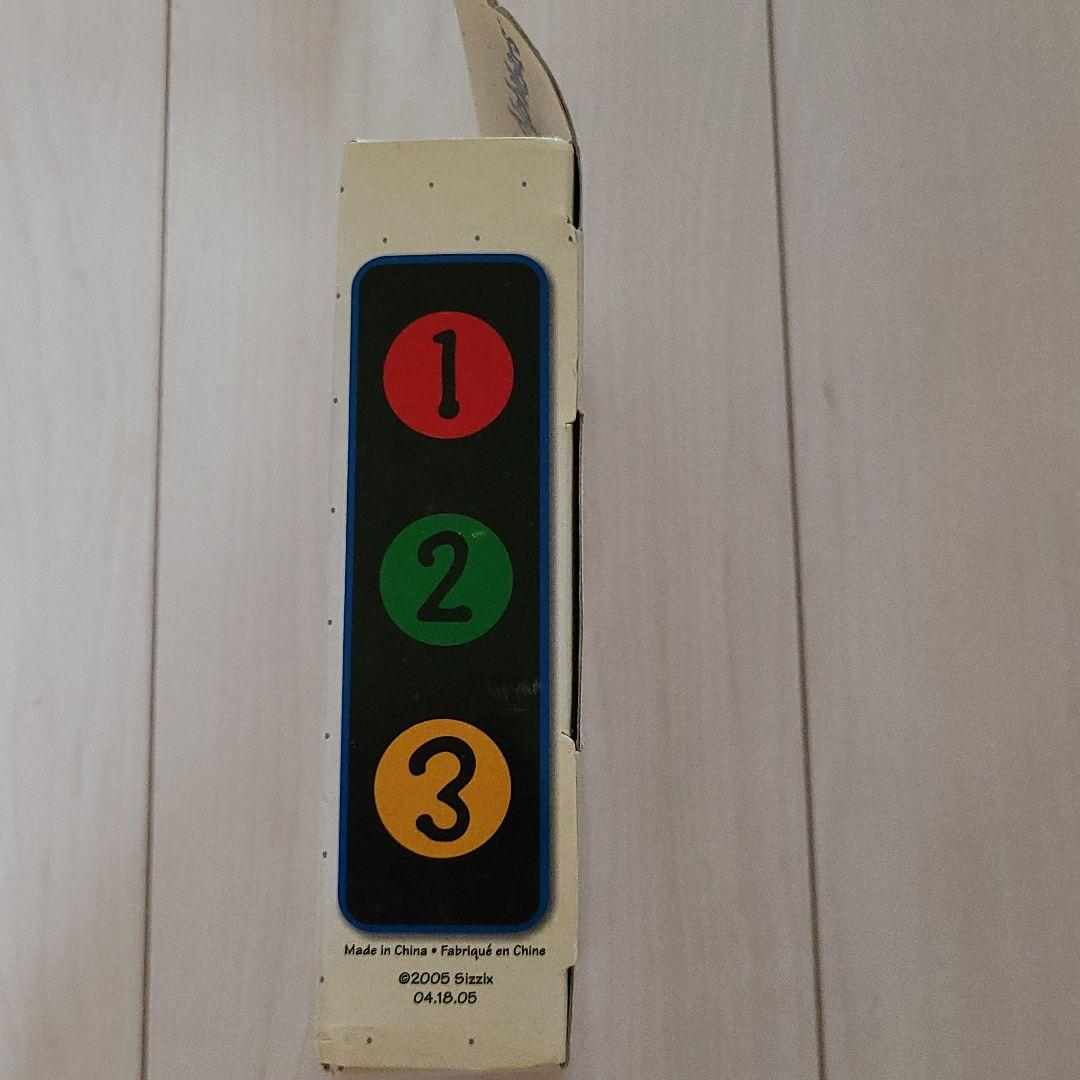 1
2
3
Made in China • Fabriqué en Chine
©2005 Sizzix
04.18.05